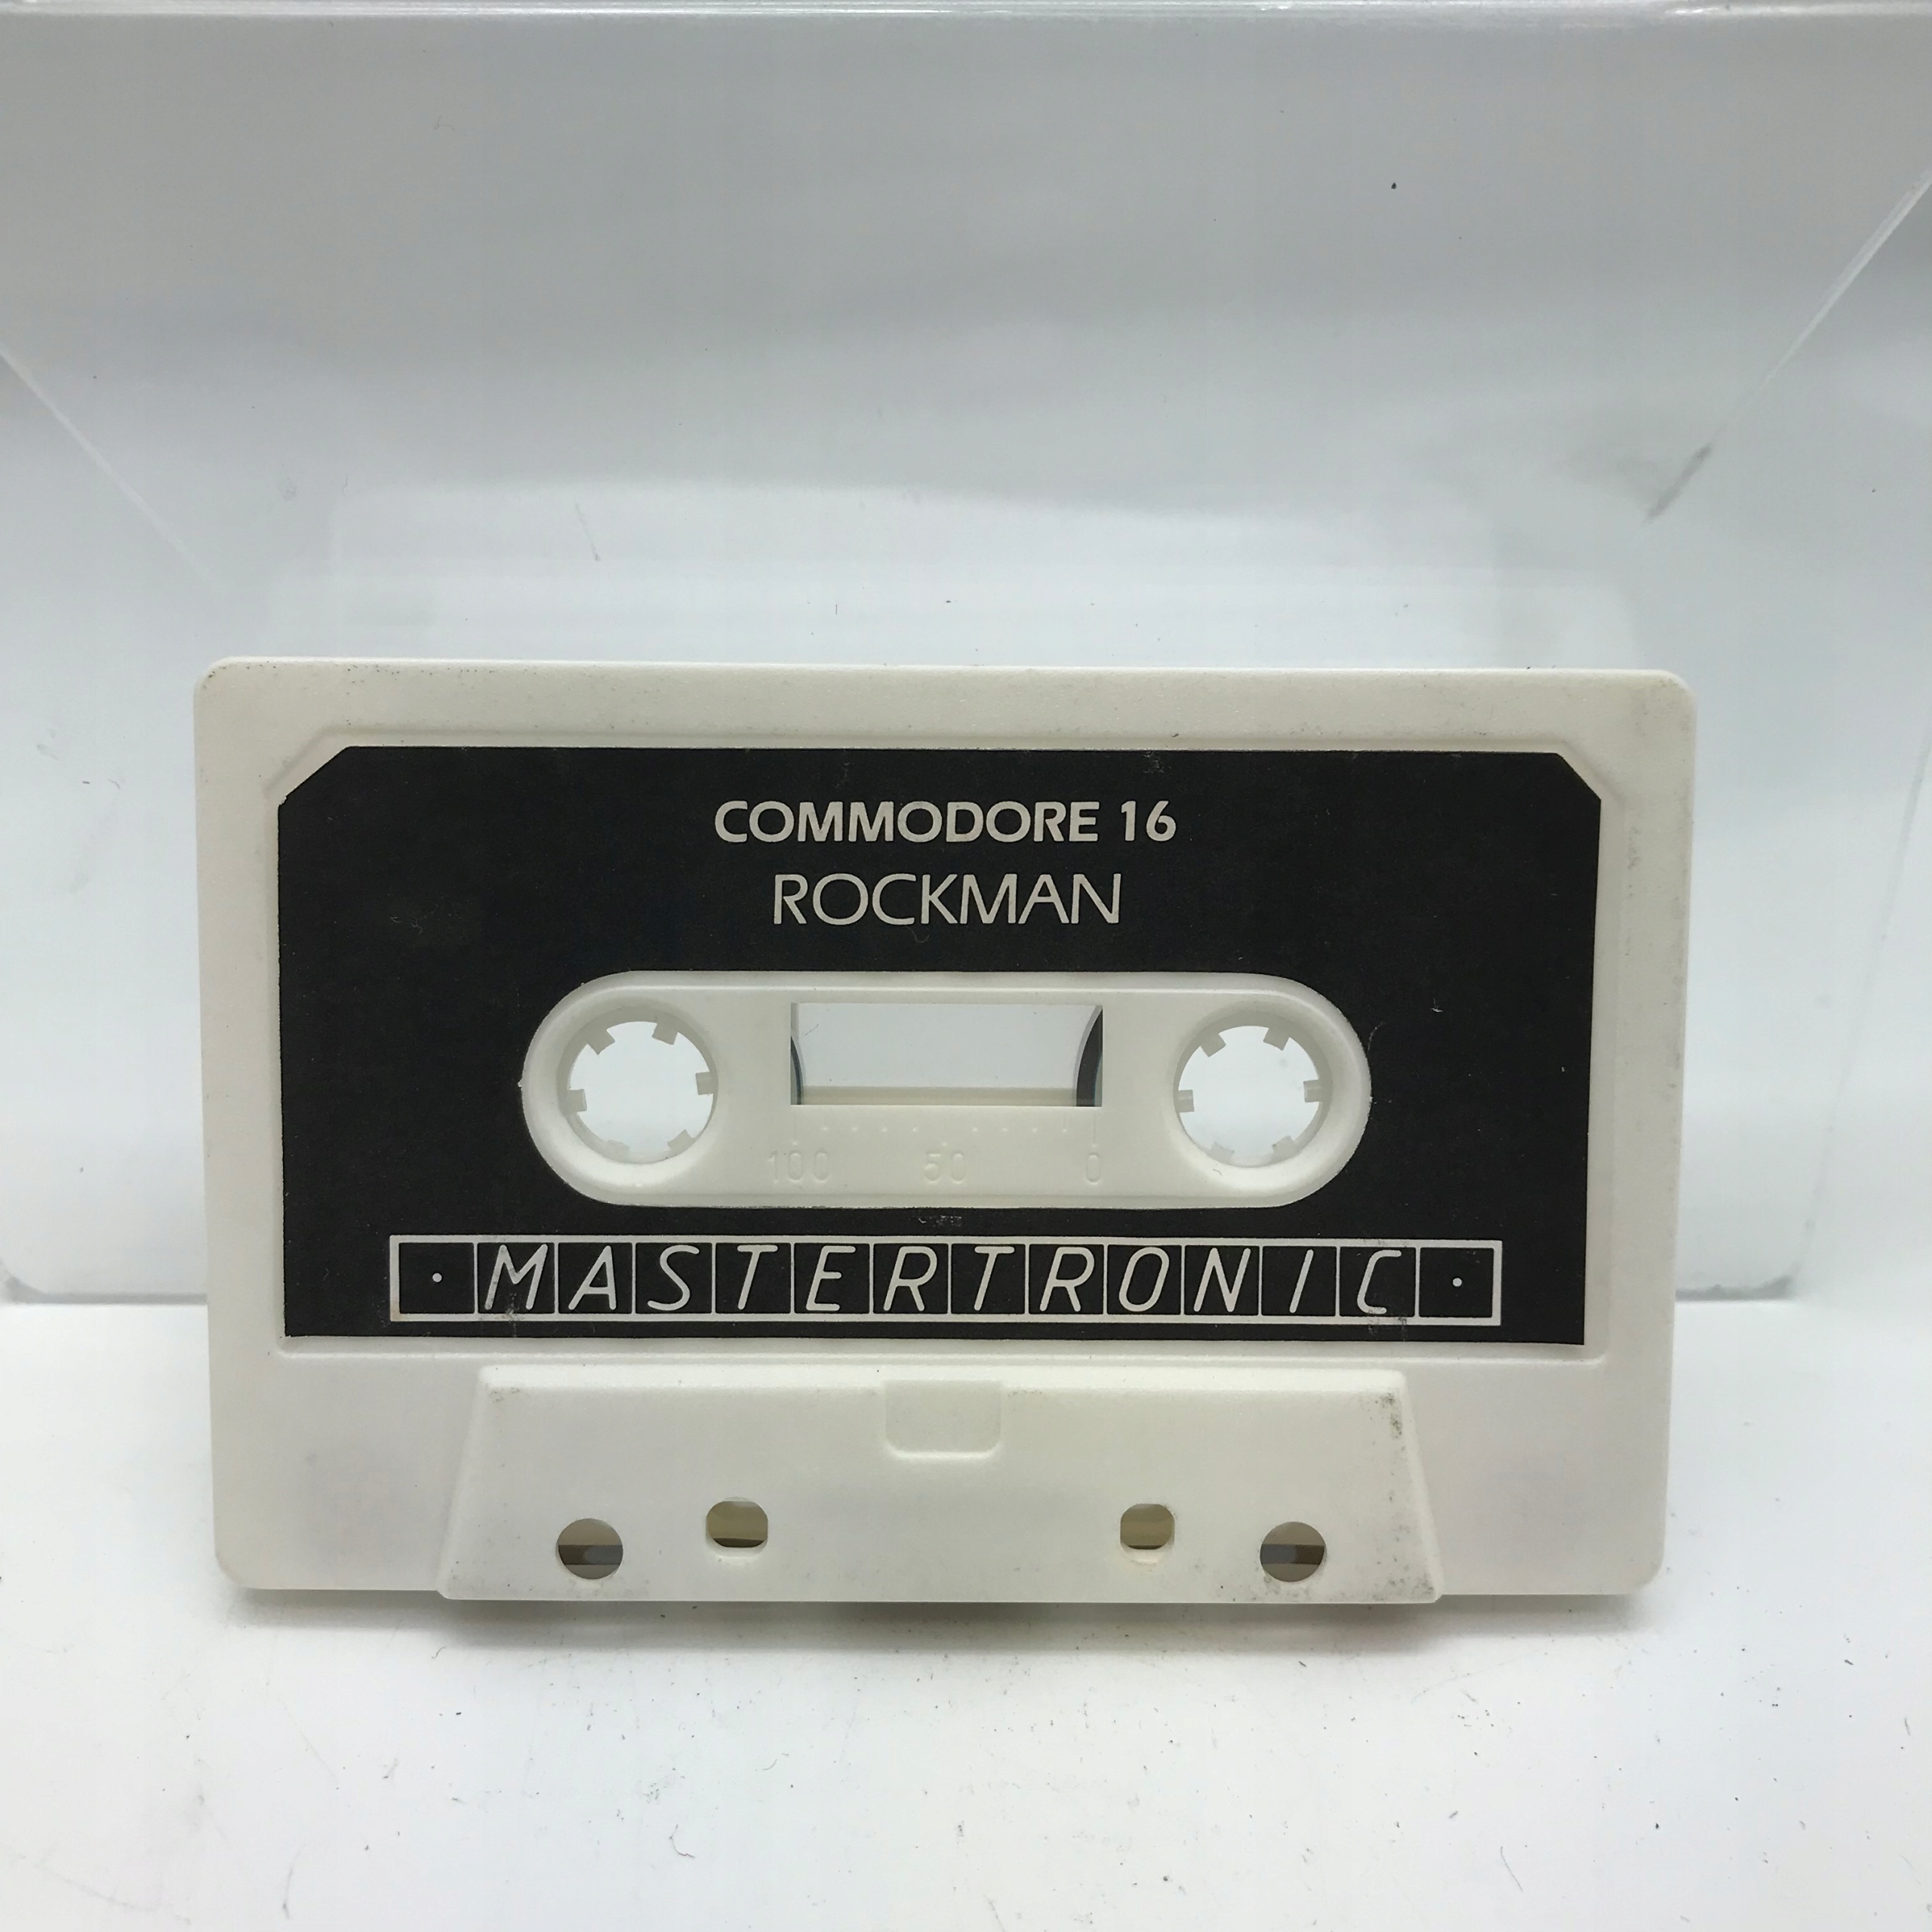 COMMODORE 16
ROCKMAN
100 50 0
· MASTERTRONIC ·